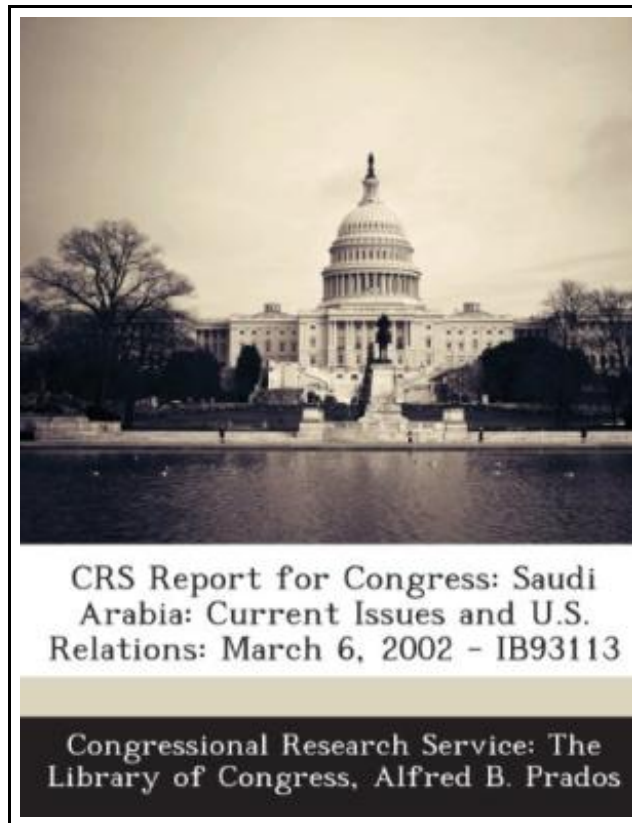 CRS Report for Congress: Saudi
Arabia: Current Issues and U.S.
Relations: March 6, 2002 - IB93113
Congressional Research Service: The
Library of Congress, Alfred B. Prados